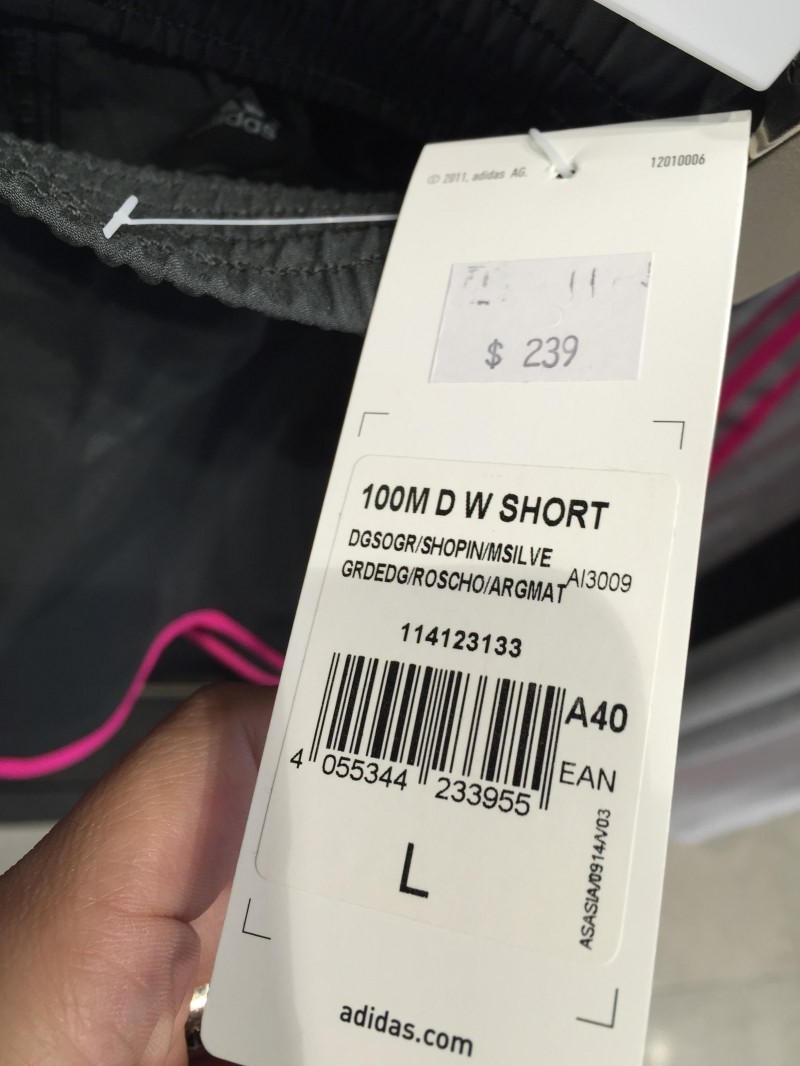 adidas
© 2011, adidas AG.
12010006
$ 239
100M D W SHORT
DGSOGR/SHOPIN/MSILVE
GRDEDG/ROSCHO/ARGMAT
AI3009
114123133
A40
4 055344 233955
EAN
L
ASASIA/0914/V03
adidas.com